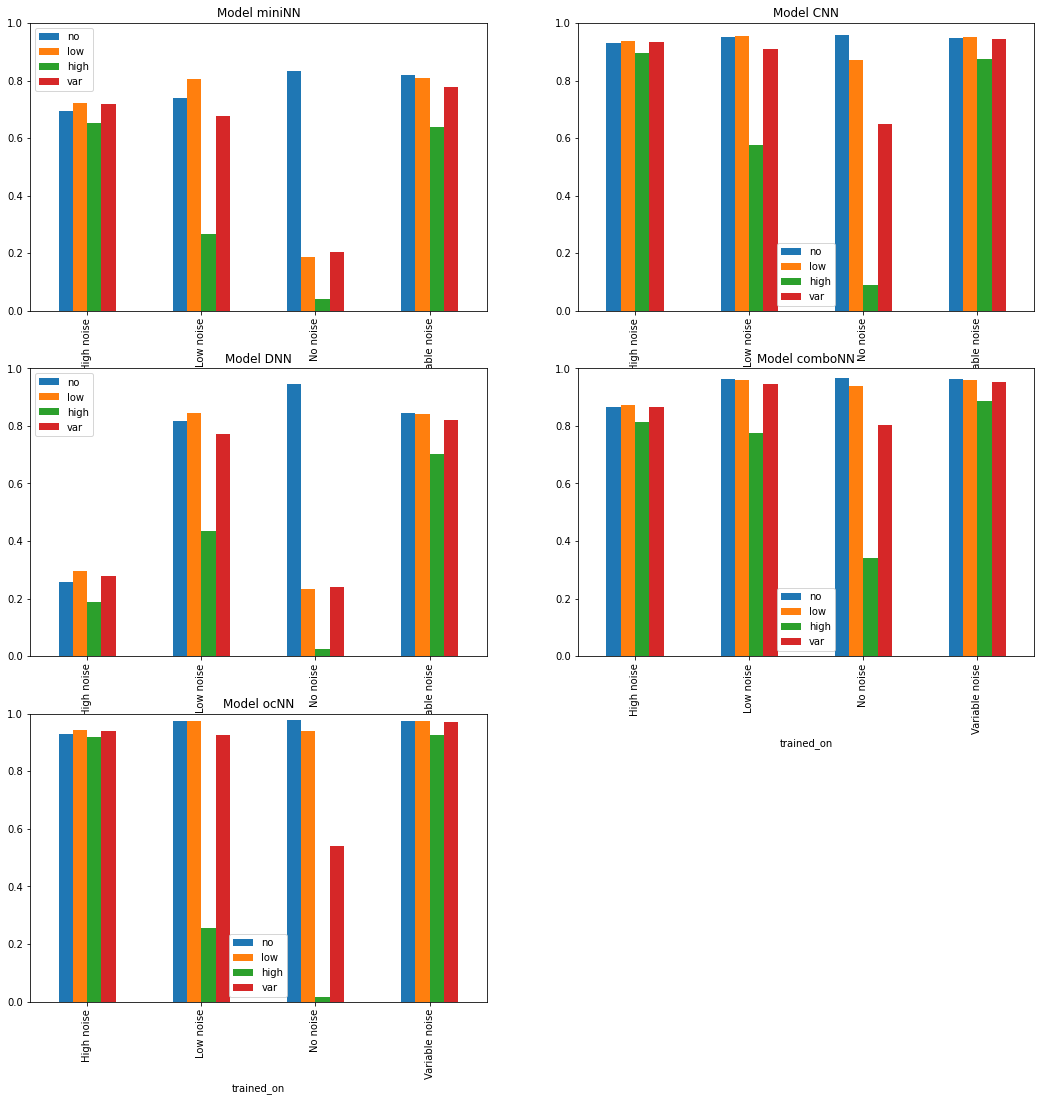 Model miniNN
1.0
0.8
0.6
0.4
0.2
0.0
no
low
high
var
High noise
Low noise
No noise
able noise
Model CNN
1.0
0.8
0.6
0.4
0.2
0.0
no
low
high
var
High noise
Low noise
No noise
able noise
Model DNN
1.0
0.8
0.6
0.4
0.2
0.0
no
low
high
var
High noise
Low noise
No noise
able noise
Model comboNN
1.0
0.8
0.6
0.4
0.2
0.0
no
low
high
var
High noise
Low noise
No noise
Variable noise
trained_on
Model ocNN
1.0
0.8
0.6
0.4
0.2
0.0
no
low
high
var
High noise
Low noise
No noise
Variable noise
trained_on